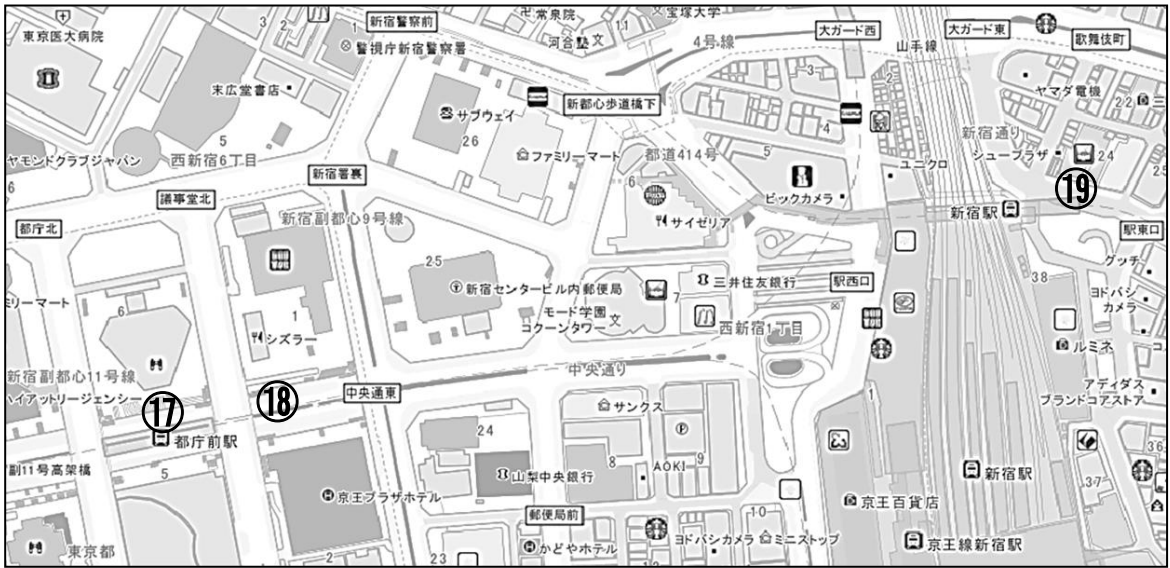 東京医大病院
3
2
1
新宿警察前
卍常泉院
11
文宝塚大学
河合塾 文
警視庁新宿警察署
4号線
大ガード西
山手線
大ガード東
歌舞伎町
末広堂書店
3
2
ヤマダ電機
22
三
5
サブウェイ
26
新都心歩道橋下
4
新宿通り
シュープラザ
24
25
ヤモンドクラブジャパン
西新宿6丁目
ファミリーマート
都道414号
5
ユニクロ
6
新宿署裏
6
ビックカメラ
⑲
議事堂北
新宿副都心9号線
サイゼリア
新宿駅
都庁北
駅東口
25
グッチ
38
新宿センタービル内郵便局
三井住友銀行
駅西口
ヨドバシ
カメラ
ミリーマート
6
1
モード学園
コクーンタワー
文
7
西新宿1丁目
シズラー
ルミネ
コ
新宿副都心11号線
中央通り
アディダス
ブランドコアストア
ハイアットリージェンシー
⑰
⑱
中央通東
サンクス
1
都庁前駅
24
36
副11号高架橋
5
山梨中央銀行
8
AOKI
9
新宿駅
37
京王プラザホテル
郵便局前
10
京王百貨店
東京都
2
23
かどやホテル
ヨドバシカメラ
ミニストップ
京王線新宿駅